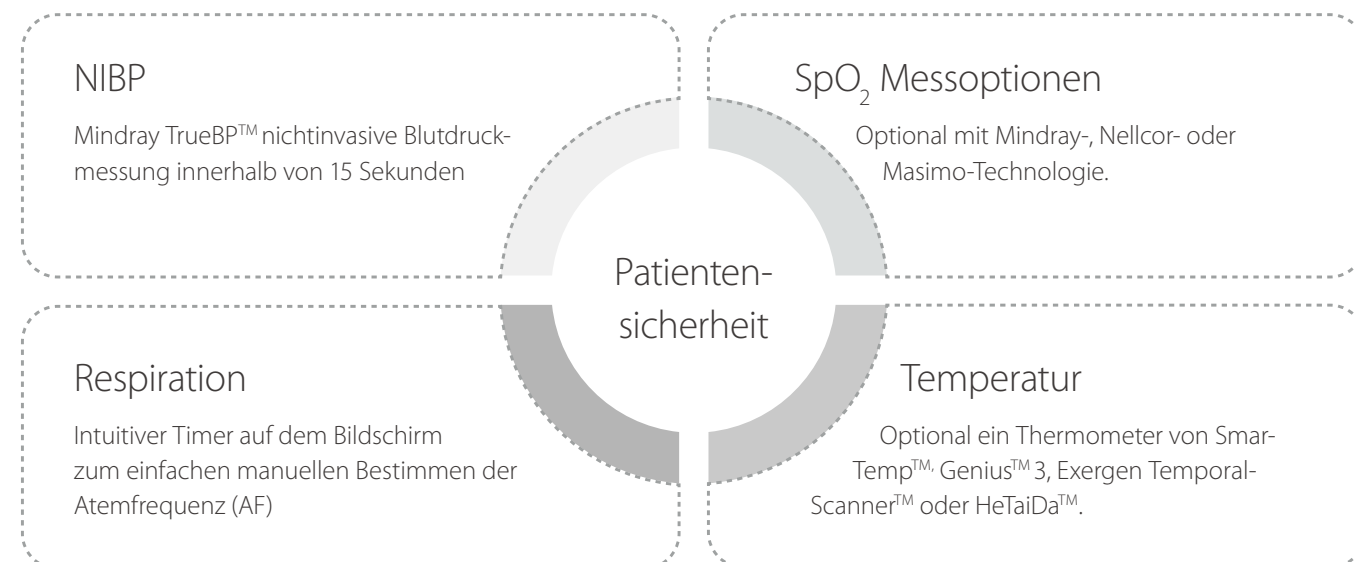 NIBP
Mindray TrueBP™ nichtinvasive Blutdruck-
messung innerhalb von 15 Sekunden
SpO₂ Messoptionen
Optional mit Mindray-, Nellcor- oder
Masimo-Technologie.
Patienten-
sicherheit
Respiration
Intuitiver Timer auf dem Bildschirm
zum einfachen manuellen Bestimmen der
Atemfrequenz (AF)
Temperatur
Optional ein Thermometer von Smar-
Temp™, Genius™ 3, Exergen Temporal-
Scanner™ oder HeTaiDa™.